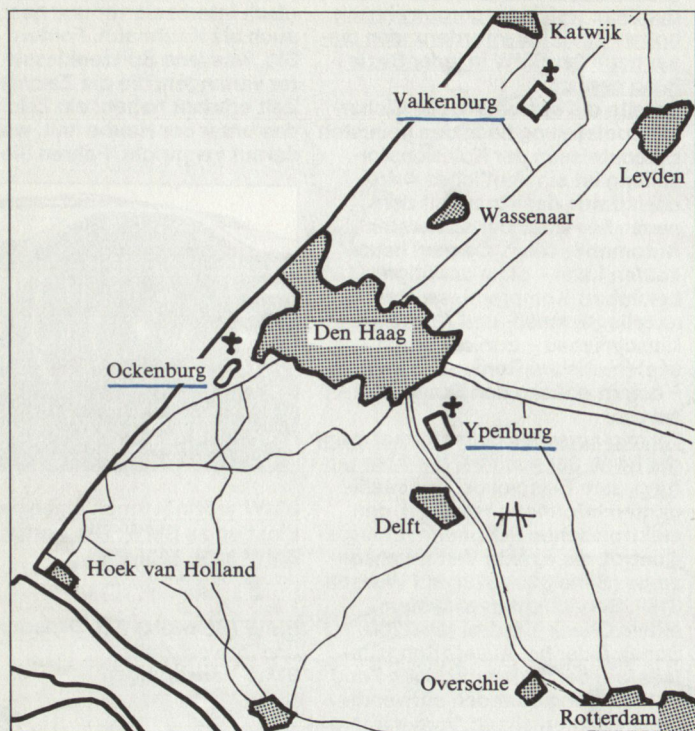 Katwijk
Valkenburg
Leyden
Wassenaar
Den Haag
Ockenburg
Ypenburg
Delft
Hoek van Holland
Overschie
Rotterdam